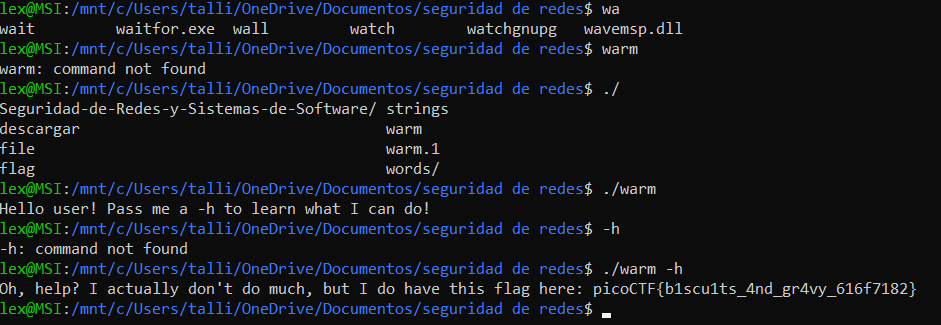 lex@MSI:/mnt/c/Users/talli/OneDrive/Documentos/seguridad de redes$ wa
wait waitfor.exe wall watch watchgnupg wavemsp.dll
lex@MSI:/mnt/c/Users/talli/OneDrive/Documentos/seguridad de redes$ warm
warm: command not found
lex@MSI:/mnt/c/Users/talli/OneDrive/Documentos/seguridad de redes$ ./
Seguridad-de-Redes-y-Sistemas-de-Software/ strings
descargar warm
file warm.1
flag words/
lex@MSI:/mnt/c/Users/talli/OneDrive/Documentos/seguridad de redes$ ./warm
Hello user! Pass me a -h to learn what I can do!
lex@MSI:/mnt/c/Users/talli/OneDrive/Documentos/seguridad de redes$ -h
-h: command not found
lex@MSI:/mnt/c/Users/talli/OneDrive/Documentos/seguridad de redes$ ./warm -h
Oh, help? I actually don't do much, but I do have this flag here: picoCTF{b1scu1ts_4nd_gr4vy_616f7182}
lex@MSI:/mnt/c/Users/talli/OneDrive/Documentos/seguridad de redes$